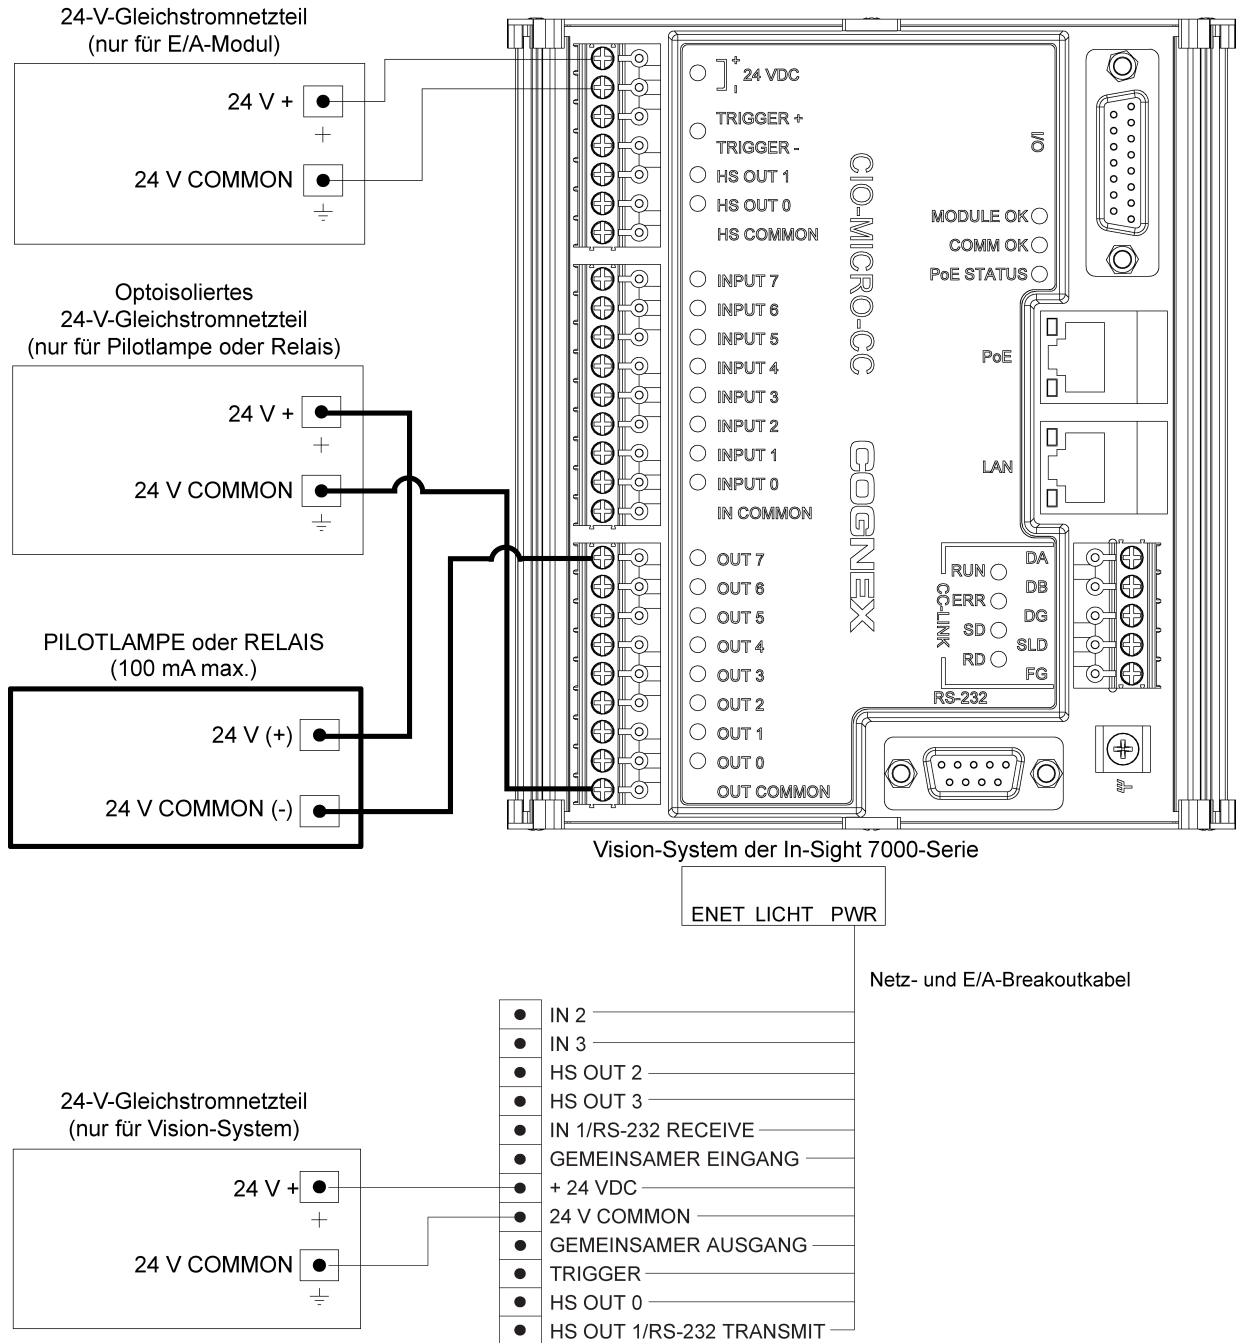 24-V-Gleichstromnetzteil
(nur für E/A-Modul)
24 V +
24 V COMMON
Optoisoliertes
24-V-Gleichstromnetzteil
(nur für Pilotlampe oder Relais)
24 V +
24 V COMMON
PILOTLAMPE oder RELAIS
(100 mA max.)
24 V (+)
24 V COMMON (-)
+
-
24 VDC
TRIGGER +
TRIGGER -
HS OUT 1
HS OUT 0
HS COMMON
INPUT 7
INPUT 6
INPUT 5
INPUT 4
INPUT 3
INPUT 2
INPUT 1
INPUT 0
IN COMMON
OUT 7
OUT 6
OUT 5
OUT 4
OUT 3
OUT 2
OUT 1
OUT 0
OUT COMMON
CIO-MICRO-CC
COGNEX
I/O
MODULE OK
COMM OK
PoE STATUS
PoE
LAN
CC-LINK
RUN
ERR
SD
RD
DA
DB
DG
SLD
FG
RS-232
Vision-System der In-Sight 7000-Serie
ENET LICHT PWR
Netz- und E/A-Breakoutkabel
IN 2
IN 3
HS OUT 2
HS OUT 3
IN 1/RS-232 RECEIVE
GEMEINSAMER EINGANG
+ 24 VDC
24 V COMMON
GEMEINSAMER AUSGANG
TRIGGER
HS OUT 0
HS OUT 1/RS-232 TRANSMIT
24-V-Gleichstromnetzteil
(nur für Vision-System)
24 V +
24 V COMMON